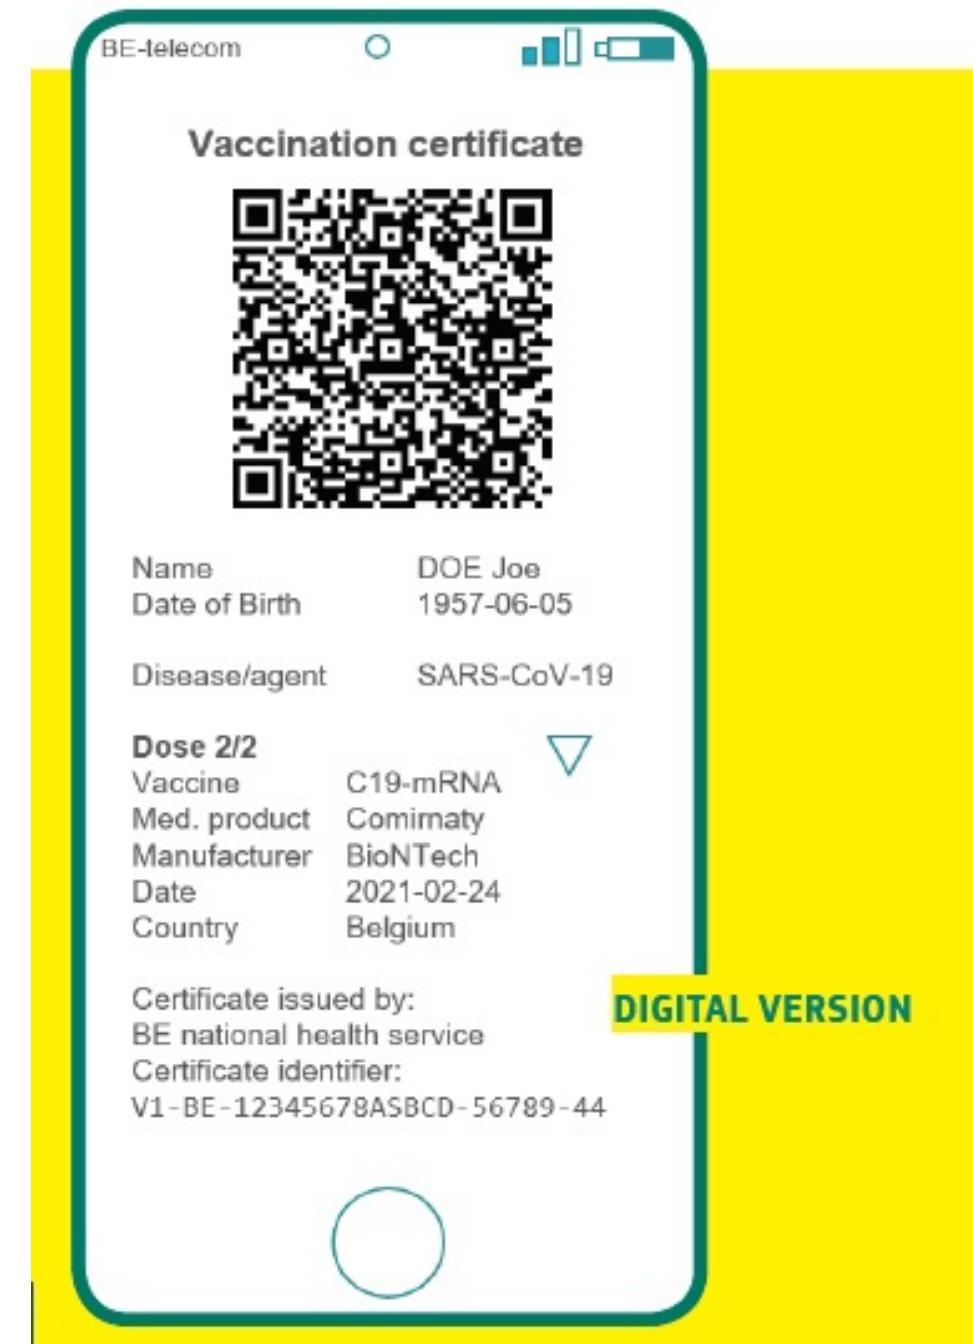 BE-telecom
Vaccination certificate
Name DOE Joe
Date of Birth 1957-06-05
Disease/agent SARS-CoV-19
Dose 2/2
Vaccine C19-mRNA
Med. product Comirnaty
Manufacturer BioNTech
Date 2021-02-24
Country Belgium
Certificate issued by:
BE national health service
Certificate identifier:
V1-BE-12345678ASBCD-56789-44
DIGITAL VERSION